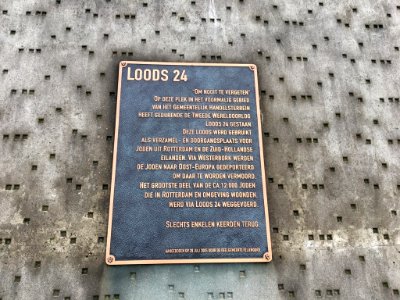 LOODS 24
"OM NOOIT TE VERGETEN"
OP DEZE PLEK IN HET VOORMALIG GEBIED
VAN HET GEMEENTELIJK HANDELSTERREIN
HEEFT GEDURENDE DE TWEEDE WERELDOORLOG
LOODS 24 GESTAAN.
DEZE LOODS WERD GEBRUIKT
ALS VERZAMEL- EN DOORGANGSPLAATS VOOR
JODEN UIT ROTTERDAM EN DE ZUID-HOLLANDSE
EILANDEN. VIA WESTERBORK WERDEN
DE JODEN NAAR OOST-EUROPA GEDEPORTEERD
OM DAAR TE WORDEN VERMOORD.
HET GROOTSTE DEEL VAN DE CA. 12.000 JODEN
DIE IN ROTTERDAM EN OMGEVING WOONDEN
WERD VIA LOODS 24 WEGGEVOERD.
SLECHTS ENKELEN KEERDEN TERUG.